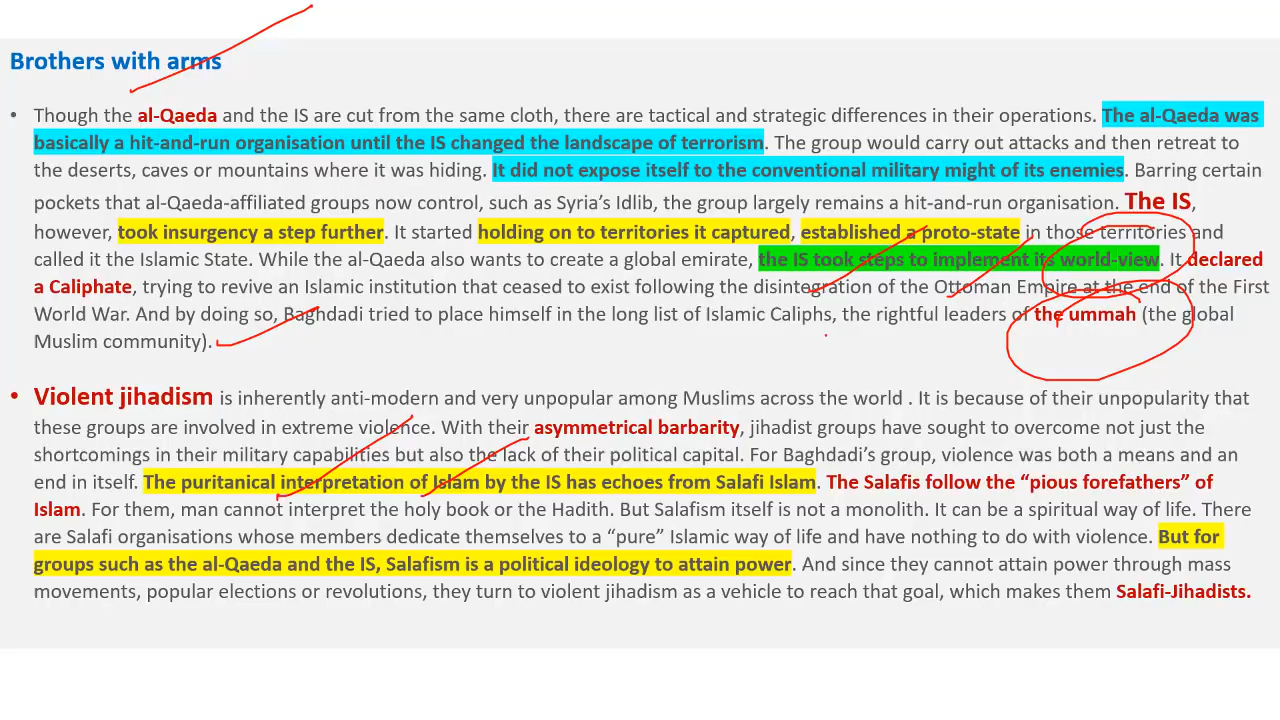 Brothers with arms
• Though the al-Qaeda and the IS are cut from the same cloth, there are tactical and strategic differences in their operations. The al-Qaeda was
basically a hit-and-run organisation until the IS changed the landscape of terrorism. The group would carry out attacks and then retreat to
the deserts, caves or mountains where it was hiding. It did not expose itself to the conventional military might of its enemies. Barring certain
pockets that al-Qaeda-affiliated groups now control, such as Syria's Idlib, the group largely remains a hit-and-run organisation. The IS,
however, took insurgency a step further. It started holding on to territories it captured, established a proto-state in those territories and
called it the Islamic State. While the al-Qaeda also wants to create a global emirate, the IS took steps to implement its world-view. It declared
a Caliphate, trying to revive an Islamic institution that ceased to exist following the disintegration of the Ottoman Empire at the end of the First
World War. And by doing so, Baghdadi tried to place himself in the long list of Islamic Caliphs, the rightful leaders of the ummah (the global
Muslim community).
• Violent jihadism is inherently anti-modern and very unpopular among Muslims across the world . It is because of their unpopularity that
these groups are involved in extreme violence. With their asymmetrical barbarity, jihadist groups have sought to overcome not just the
shortcomings in their military capabilities but also the lack of their political capital. For Baghdadi's group, violence was both a means and an
end in itself. The puritanical interpretation of Islam by the IS has echoes from Salafi Islam. The Salafis follow the "pious forefathers" of
Islam. For them, man cannot interpret the holy book or the Hadith. But Salafism itself is not a monolith. It can be a spiritual way of life. There
are Salafi organisations whose members dedicate themselves to a "pure" Islamic way of life and have nothing to do with violence. But for
groups such as the al-Qaeda and the IS, Salafism is a political ideology to attain power. And since they cannot attain power through mass
movements, popular elections or revolutions, they turn to violent jihadism as a vehicle to reach that goal, which makes them Salafi-Jihadists.